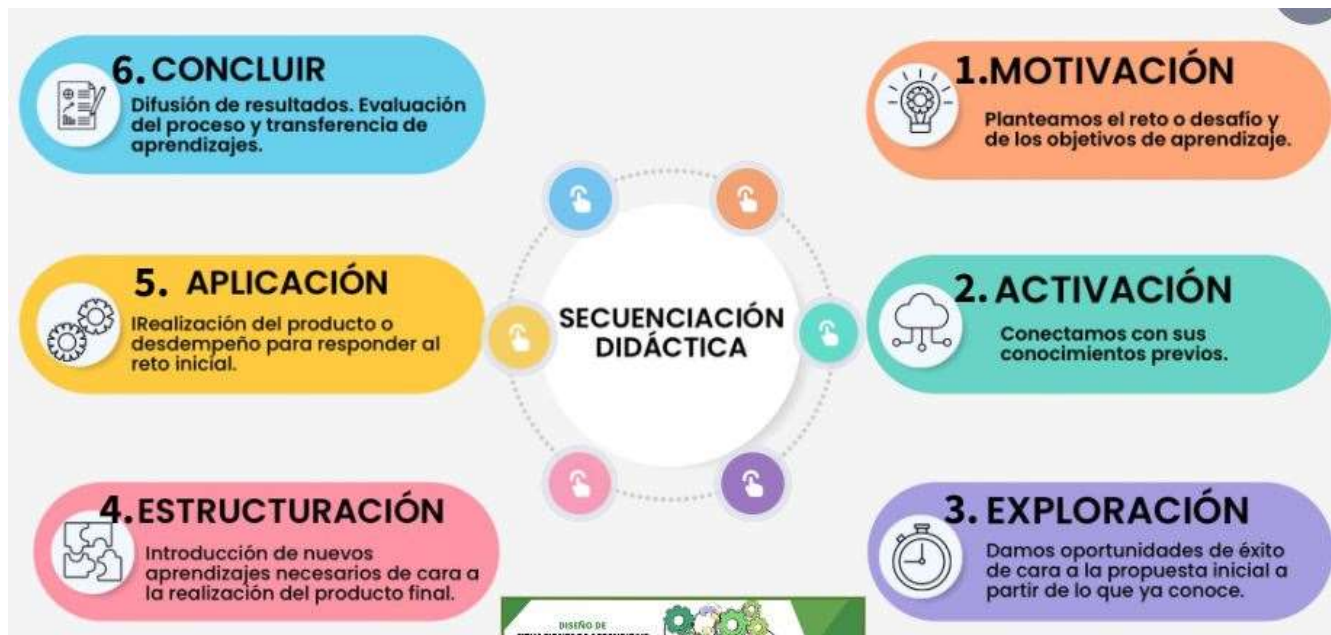 6. CONCLUIR
Difusión de resultados. Evaluación
del proceso y transferencia de
aprendizajes.
1.MOTIVACIÓN
Planteamos el reto o desafío y
de los objetivos de aprendizaje.
5. APLICACIÓN
IRealización del producto o
desdempeño para responder al
reto inicial.
SECUENCIACIÓN
DIDÁCTICA
2. ACTIVACIÓN
Conectamos con sus
conocimientos previos.
4.ESTRUCTURACIÓN
Introducción de nuevos
aprendizajes necesarios de cara a
la realización del producto final.
3. EXPLORACIÓN
Damos oportunidades de éxito
de cara a la propuesta inicial a
partir de lo que ya conoce.
DISEÑO DE